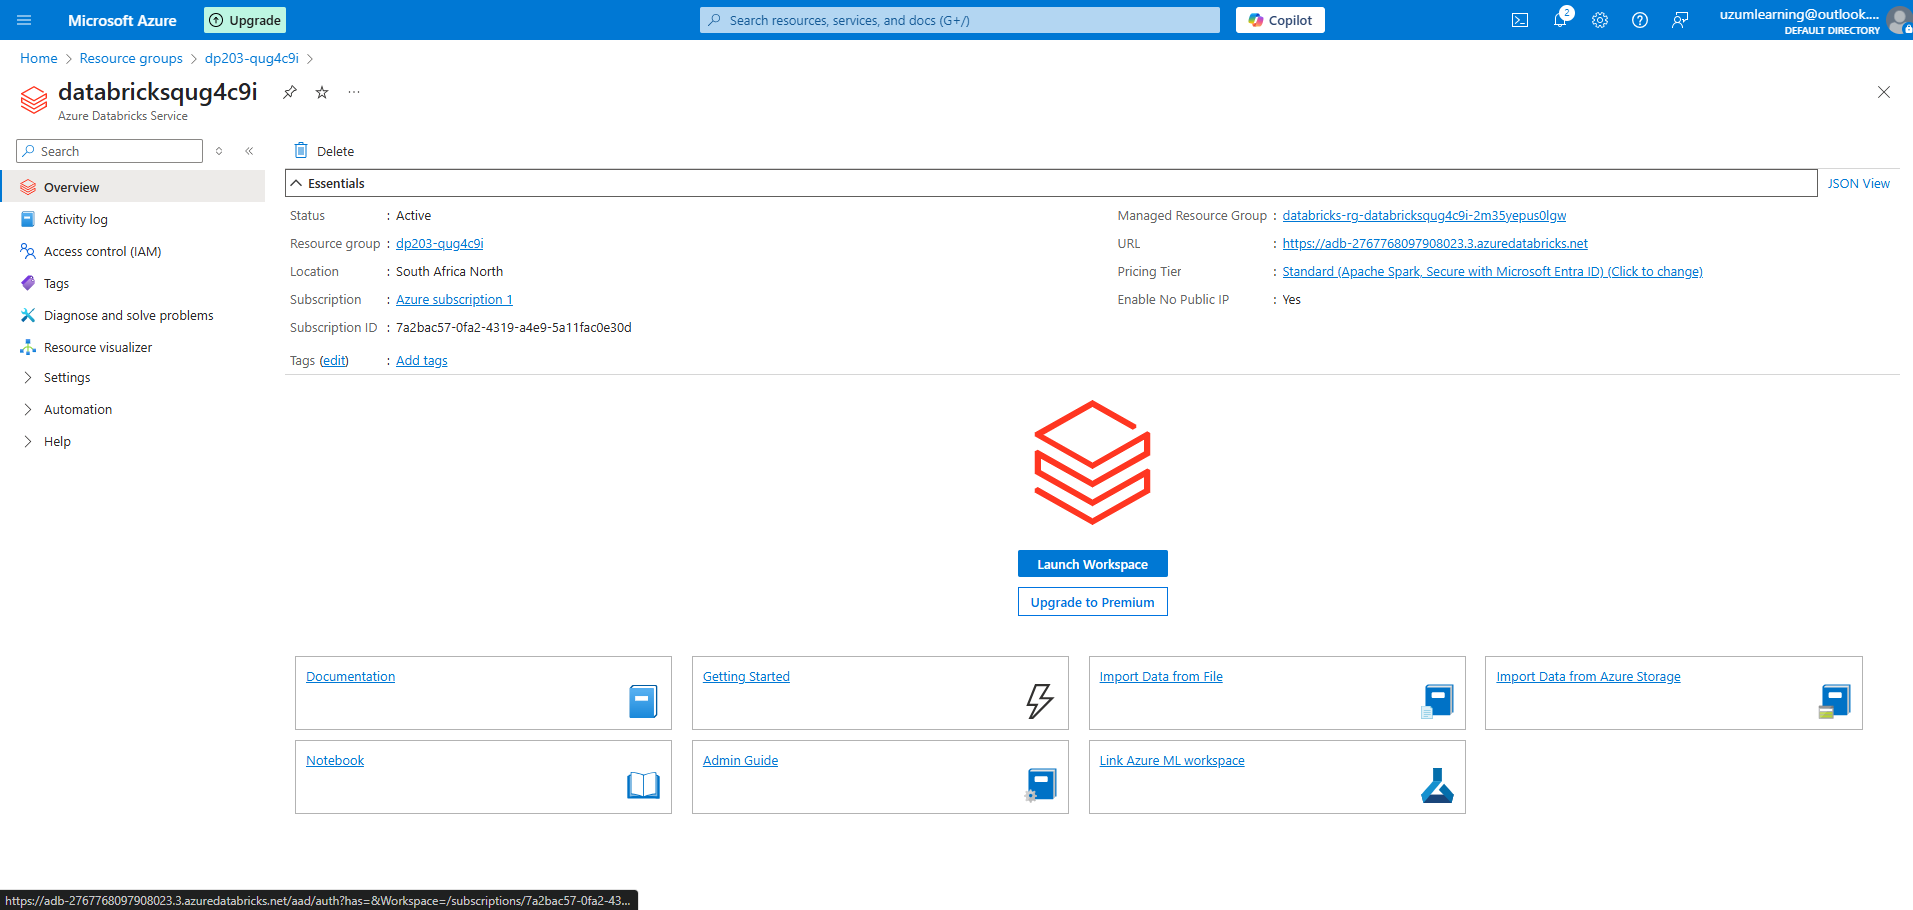 Microsoft Azure
Upgrade
Search resources, services, and docs (G+/)
Copilot
2
uzumlearning@outlook....
DEFAULT DIRECTORY
Home > Resource groups > dp203-qug4c9i >
databricksqug4c9i
Azure Databricks Service
Search
Delete
Overview
Activity log
Access control (IAM)
Tags
Diagnose and solve problems
Resource visualizer
Settings
Automation
Help
Essentials
JSON View
Status : Active
Resource group : dp203-qug4c9i
Location : South Africa North
Subscription : Azure subscription 1
Subscription ID : 7a2bac57-0fa2-4319-a4e9-5a11fac0e30d
Tags (edit) : Add tags
Managed Resource Group : databricks-rg-databricksqug4c9i-2m35yepus0lgw
URL : https://adb-2767768097908023.3.azuredatabricks.net
Pricing Tier : Standard (Apache Spark, Secure with Microsoft Entra ID) (Click to change)
Enable No Public IP : Yes
Launch Workspace
Upgrade to Premium
Documentation
Getting Started
Import Data from File
Import Data from Azure Storage
Notebook
Admin Guide
Link Azure ML workspace
https://adb-2767768097908023.3.azuredatabricks.net/aad/auth?has=&Workspace=/subscriptions/7a2bac57-0fa2-43...